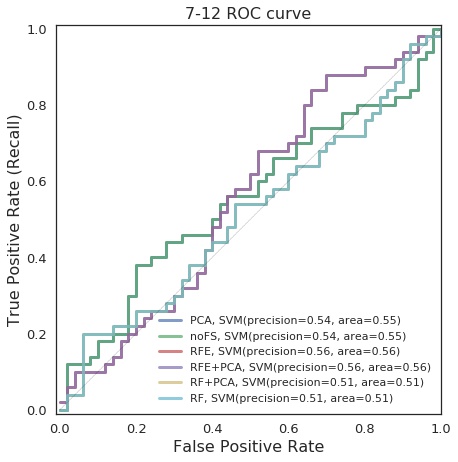 7-12 ROC curve
True Positive Rate (Recall)
1.0
0.8
0.6
0.4
0.2
0.0
PCA, SVM(precision=0.54, area=0.55)
noFS, SVM(precision=0.54, area=0.55)
RFE, SVM(precision=0.56, area=0.56)
RFE+PCA, SVM(precision=0.56, area=0.56)
RF+PCA, SVM(precision=0.51, area=0.51)
RF, SVM(precision=0.51, area=0.51)
0.0 0.2 0.4 0.6 0.8 1.0
False Positive Rate